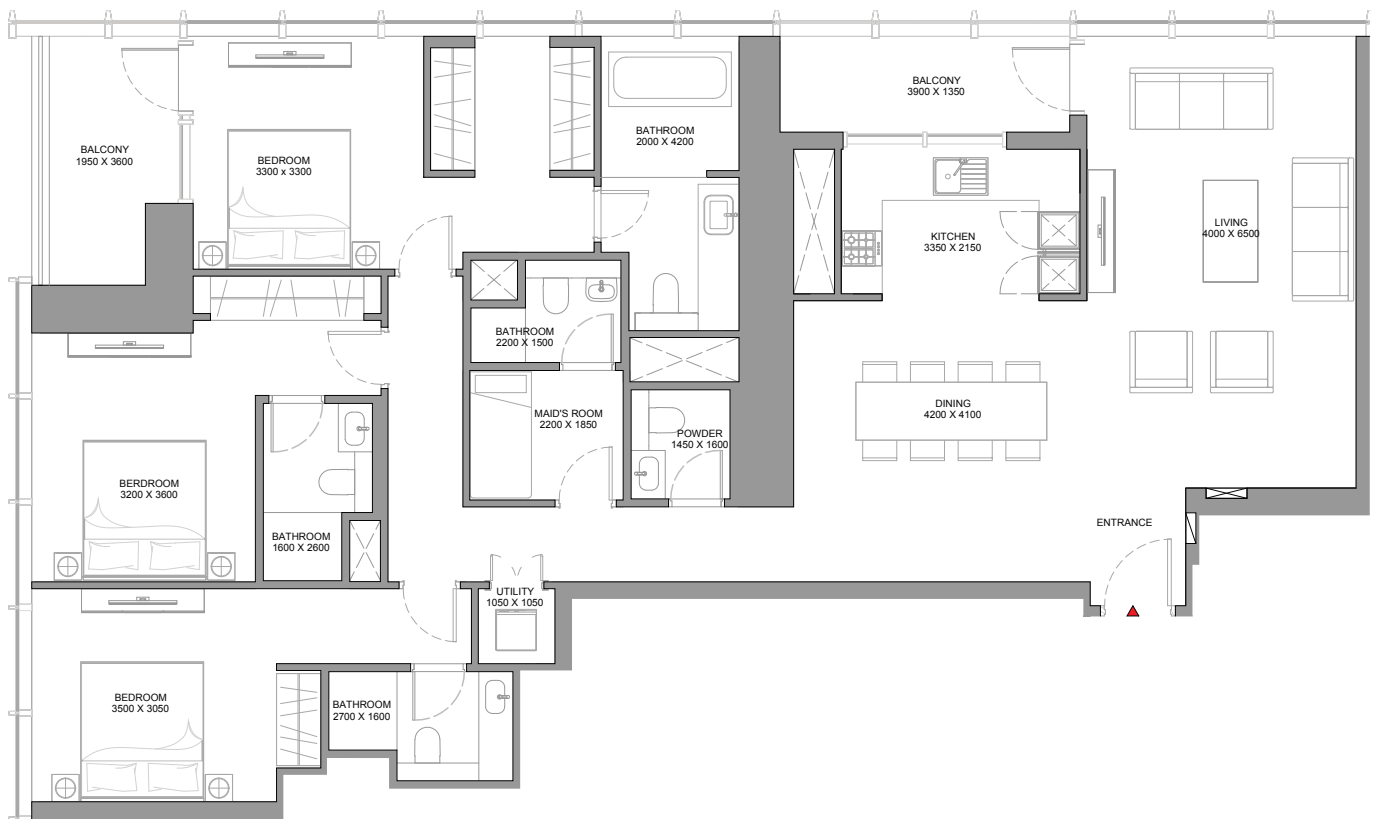 BALCONY
3900 X 1350
BATHROOM
2000 X 4200
BALCONY
1950 X 3600
BEDROOM
3300 x 3300
LIVING
4000 X 6500
KITCHEN
3350 X 2150
BATHROOM
2200 X 1500
DINING
4200 X 4100
MAID'S ROOM
2200 X 1850
POWDER
1450 X 1600
BERDROOM
3200 X 3600
ENTRANCE
BATHROOM
1600 X 2600
UTILITY
1050 X 1050
BEDROOM
3500 X 3050
BATHROOM
2700 X 1600